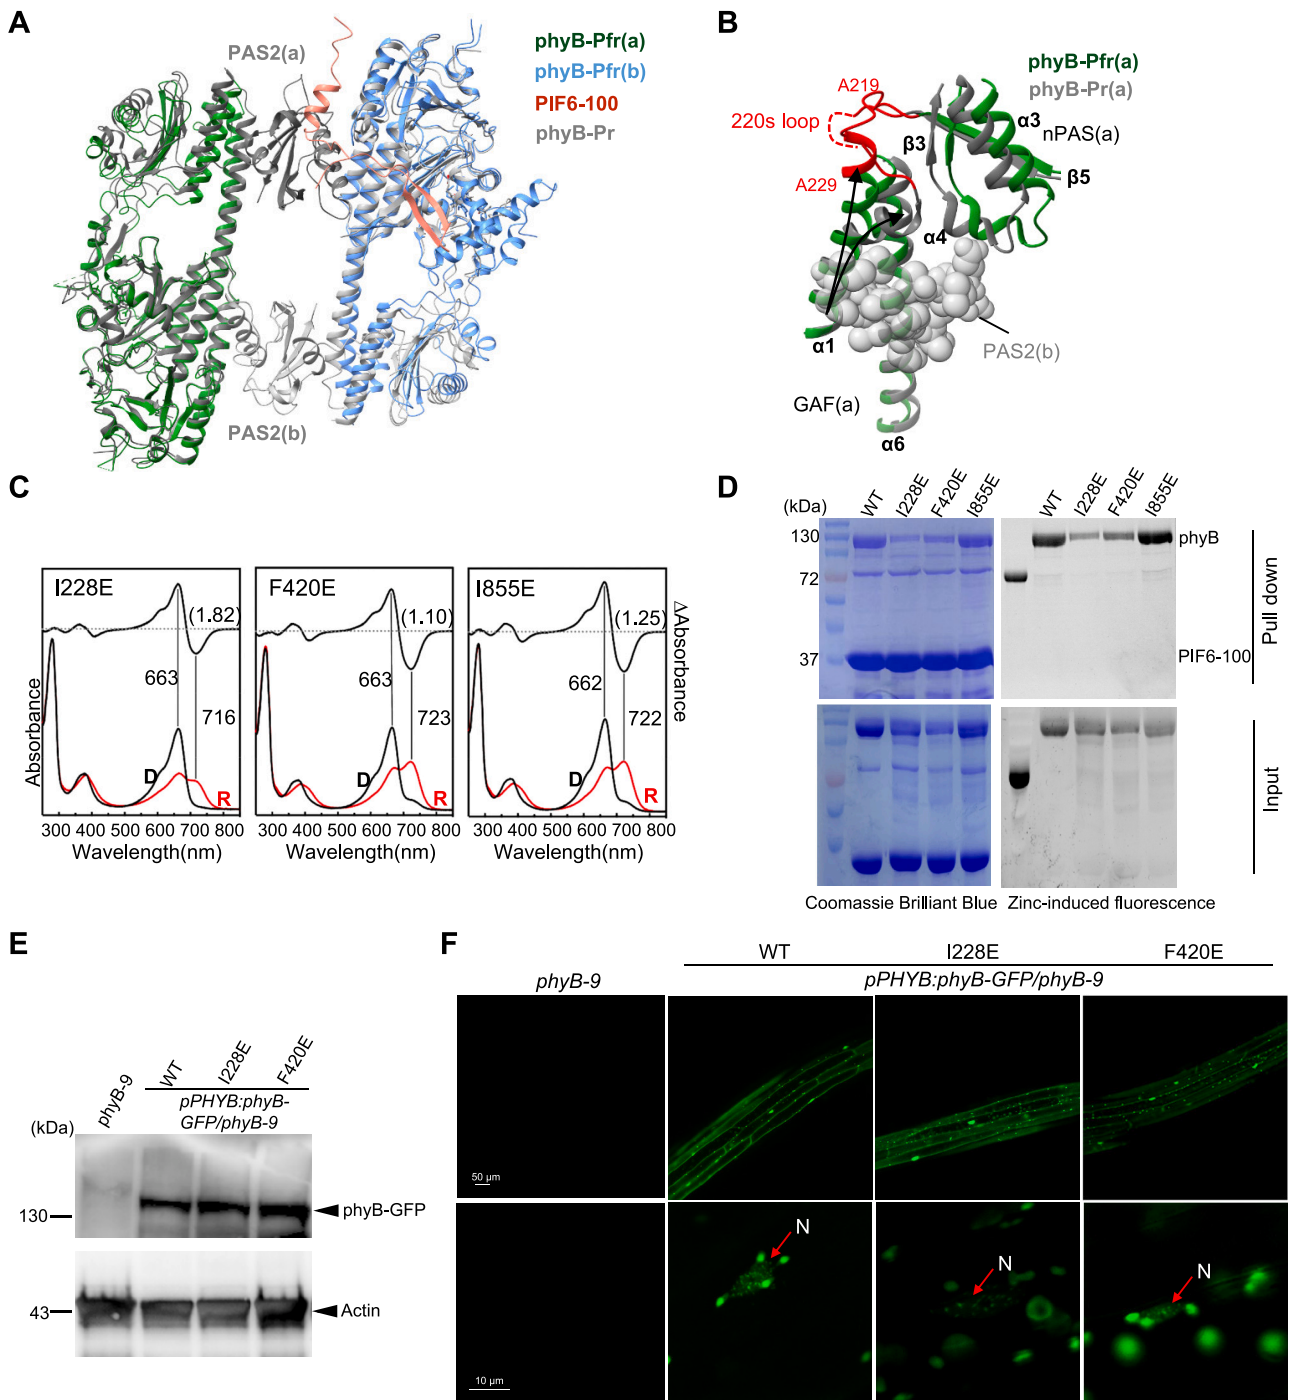 A
PAS2(a)
phyB-Pfr(a)
phyB-Pfr(b)
PIF6-100
phyB-Pr
PAS2(b)
B
phyB-Pfr(a)
phyB-Pr(a)
A219
220s loop
α3
nPAS(a)
β3
β5
A229
α4
α1
PAS2(b)
GAF(a)
α6
C
I228E
F420E
I855E
(1.82)
(1.10)
(1.25)
663
663
662
716
723
722
D
R
D
R
D
R
Absorbance
ΔAbsorbance
300 400 500 600 700 800
300 400 500 600 700 800
300 400 500 600 700 800
Wavelength(nm)
Wavelength(nm)
Wavelength(nm)
D
(kDa)
WT
I228E
F420E
I855E
WT
I228E
F420E
I855E
130
72
37
phyB
PIF6-100
Pull down
Input
Coomassie Brilliant Blue
Zinc-induced fluorescence
E
phyB-9
WT
I228E
F420E
pPHYB:phyB-
GFP/phyB-9
(kDa)
130
phyB-GFP
43
Actin
F
WT
I228E
F420E
phyB-9
pPHYB:phyB-GFP/phyB-9
50 µm
N
N
N
10 µm